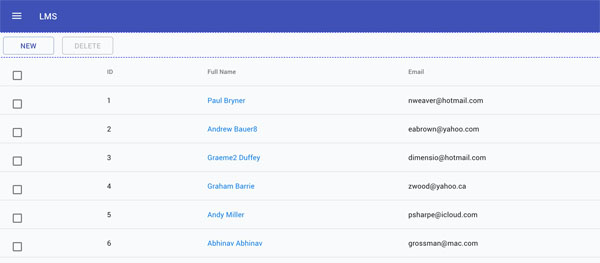 LMS
NEW DELETE
ID Full Name Email
1 Paul Bryner nweaver@hotmail.com
2 Andrew Bauer8 eabrown@yahoo.com
3 Graeme2 Duffey dimensio@hotmail.com
4 Graham Barrie zwood@yahoo.ca
5 Andy Miller psharpe@icloud.com
6 Abhinav Abhinav grossman@mac.com